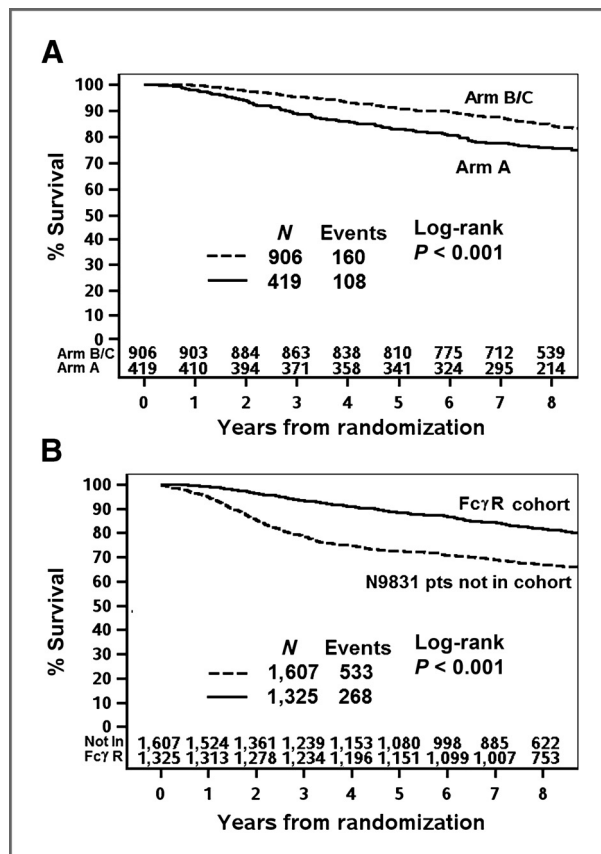 A
100
90
80
70
60
50
40
30
20
10
0
% Survival
Arm B/C
Arm A
N Events
906 160
419 108
Log-rank
P < 0.001
Arm B/C 906 903 884 863 838 810 775 712 539
Arm A 419 410 394 371 358 341 324 295 214
0 1 2 3 4 5 6 7 8
Years from randomization
B
100
90
80
70
60
50
40
30
20
10
0
% Survival
FcγR cohort
N9831 pts not in cohort
N Events
1,607 533
1,325 268
Log-rank
P < 0.001
Not In 1,607 1,524 1,361 1,239 1,153 1,080 998 885 622
Fcγ R 1,325 1,313 1,278 1,234 1,196 1,151 1,099 1,007 753
0 1 2 3 4 5 6 7 8
Years from randomization